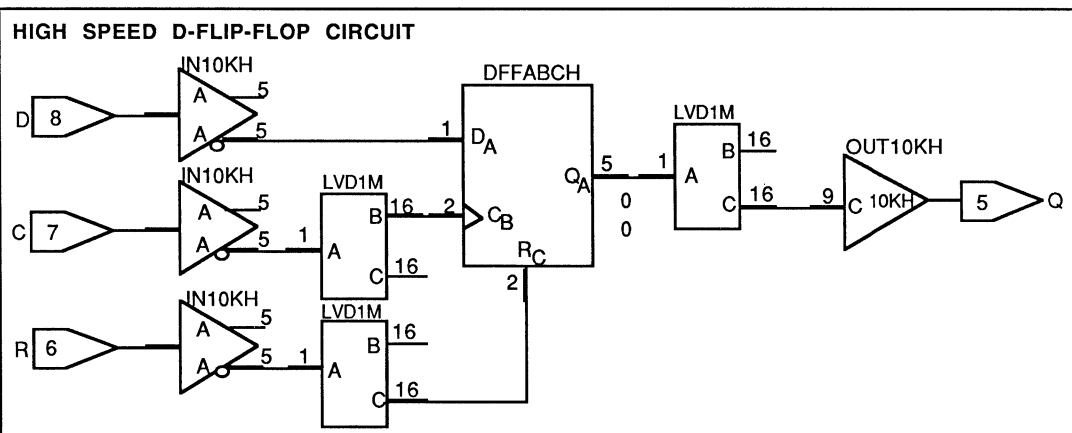 HIGH SPEED D-FLIP-FLOP CIRCUIT
IN10KH
D 8
A 5
A 5
DFFABCH
1 DA
2 CB
RC
2
QA 5
0
0
IN10KH
C 7
A 5
A 5
LVD1M
1 A
B 16
C 16
IN10KH
R 6
A 5
A 5
LVD1M
1 A
B 16
C 16
LVD1M
1 A
B 16
C 16
OUT10KH
9 C 10KH
5 Q